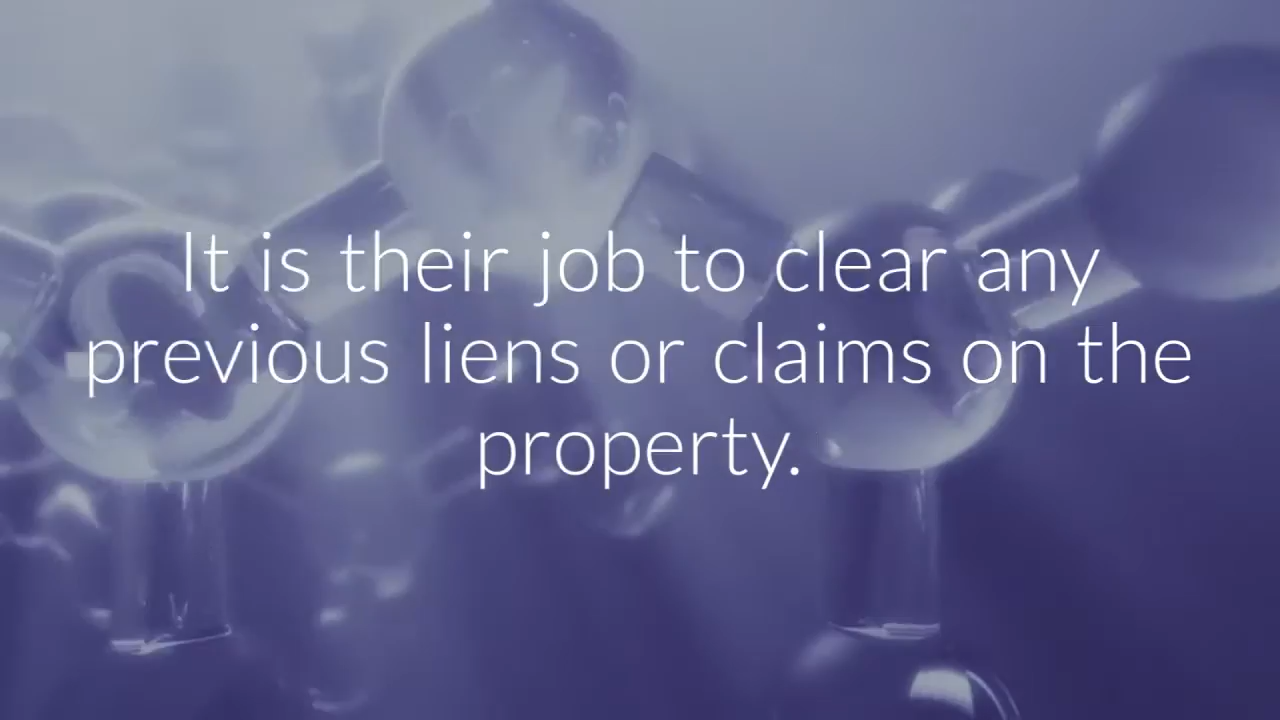 It is their job to clear any
previous liens or claims on the
property.